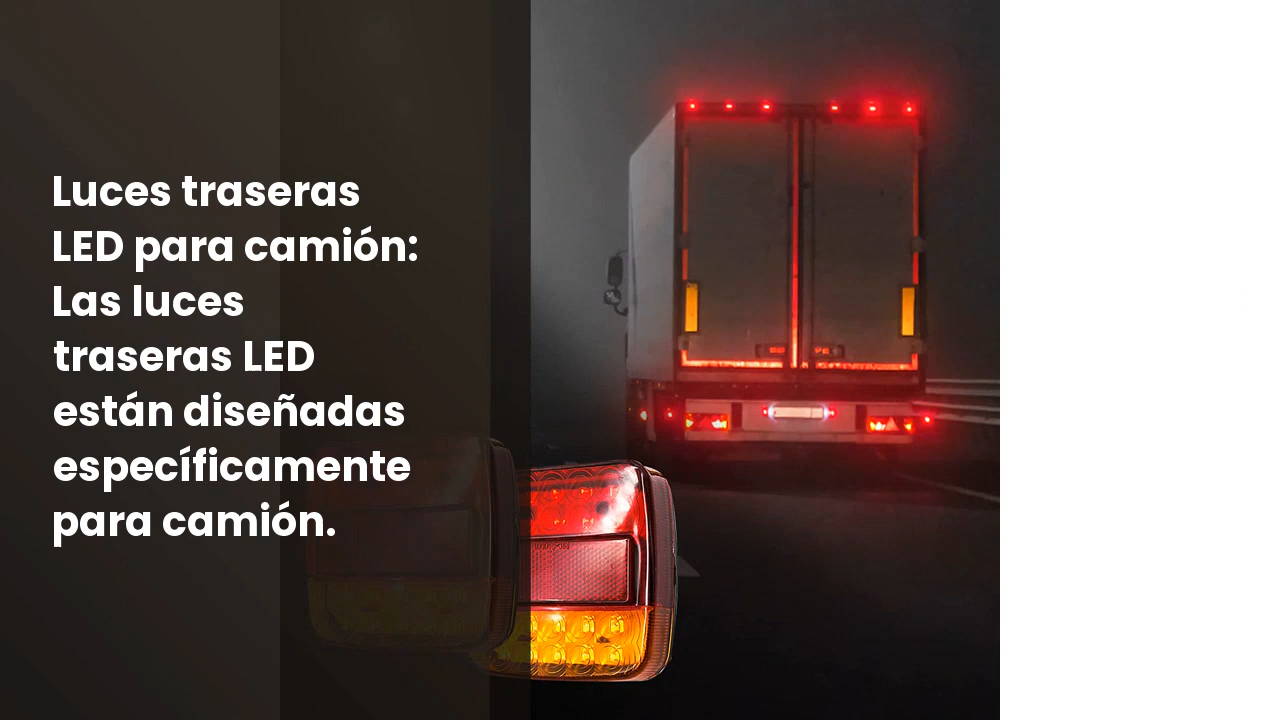 Luces traseras
LED para camión:
Las luces
traseras LED
están diseñadas
específicamente
para camión.